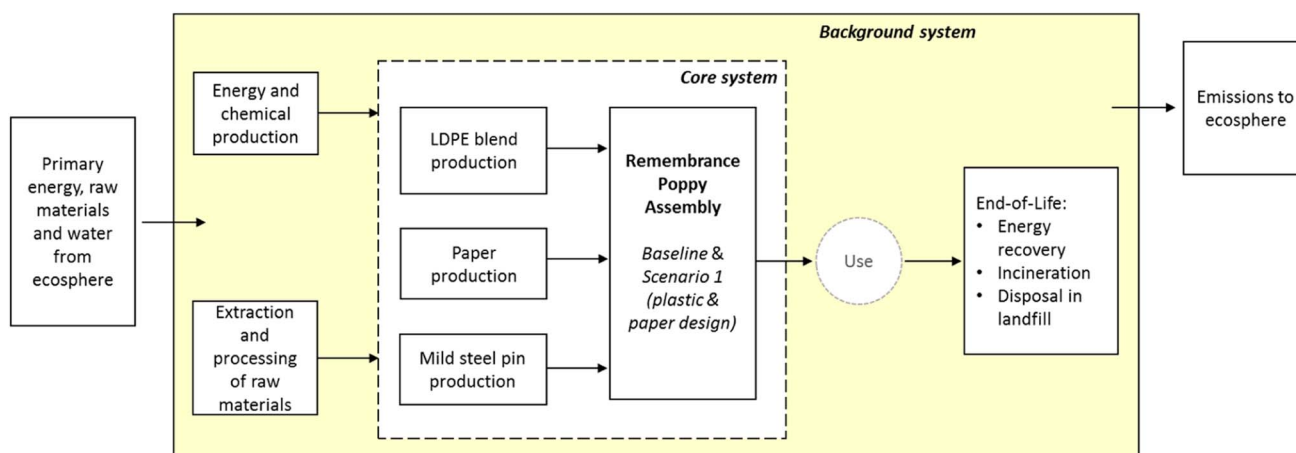 Background system
Core system
Primary
energy, raw
materials
and water
from
ecosphere
Energy and
chemical
production
Extraction
and
processing
of raw
materials
LDPE blend
production
Paper
production
Mild steel pin
production
Remembrance
Poppy
Assembly
Baseline &
Scenario 1
(plastic &
paper design)
Use
End-of-Life:
• Energy
recovery
• Incineration
• Disposal in
landfill
Emissions to
ecosphere